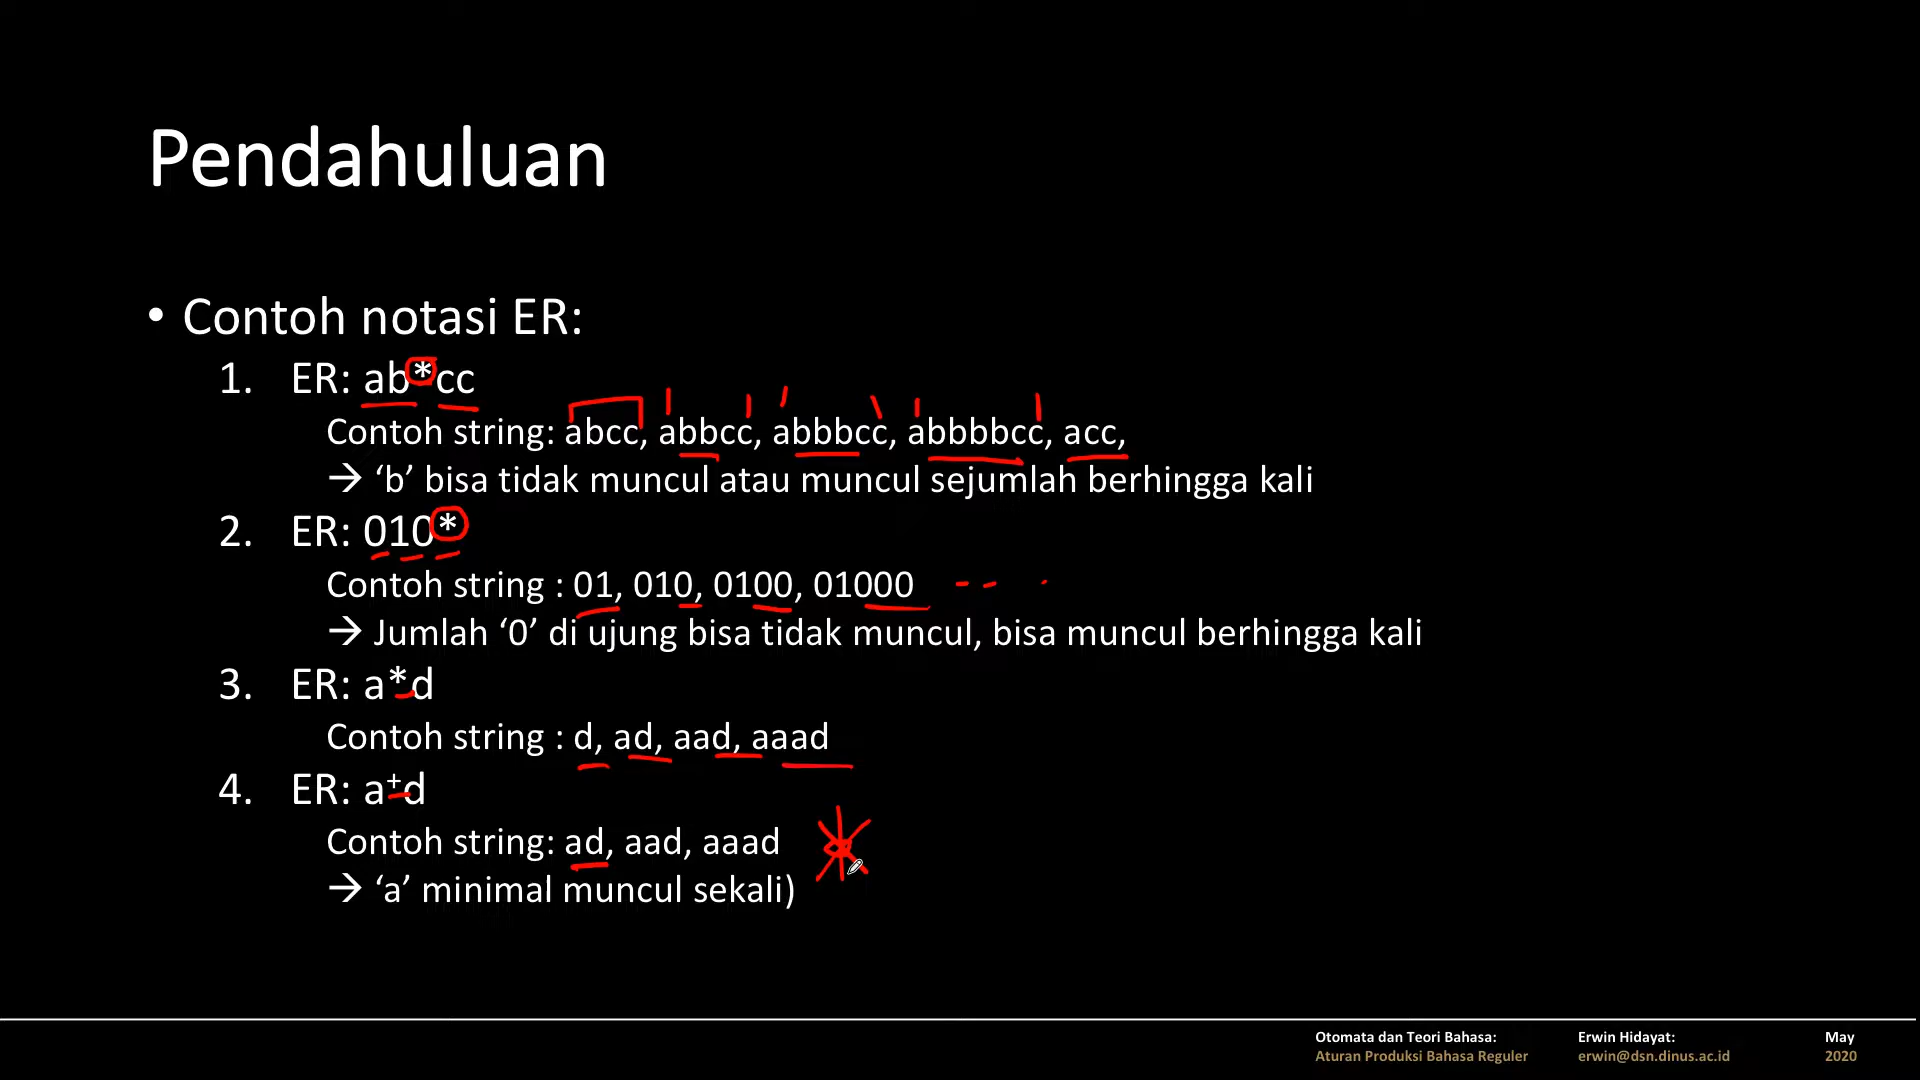 Pendahuluan
• Contoh notasi ER:
1. ER: ab*cc
Contoh string: abcc, abbcc, abbbcc, abbbbcc, acc,
→ ‘b’ bisa tidak muncul atau muncul sejumlah berhingga kali
2. ER: 010*
Contoh string : 01, 010, 0100, 01000
→ Jumlah ‘0’ di ujung bisa tidak muncul, bisa muncul berhingga kali
3. ER: a*d
Contoh string : d, ad, aad, aaad
4. ER: a⁺d
Contoh string: ad, aad, aaad
→ ‘a’ minimal muncul sekali)
Otomata dan Teori Bahasa:
Aturan Produksi Bahasa Reguler
Erwin Hidayat:
erwin@dsn.dinus.ac.id
May
2020